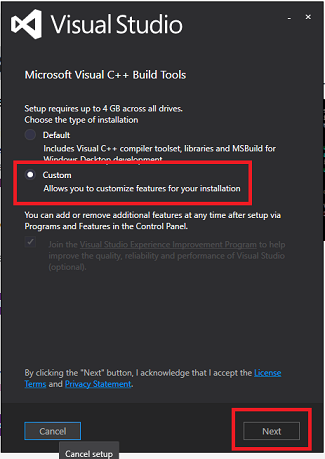 Visual Studio
Microsoft Visual C++ Build Tools
Setup requires up to 4 GB across all drives.
Choose the type of installation
Default
Includes Visual C++ compiler toolset, libraries and MSBuild for
Windows Desktop development.
Custom
Allows you to customize features for your installation
You can add or remove additional features at any time after setup via
Programs and Features in the Control Panel.
Join the Visual Studio Experience Improvement Program to help
improve the quality, reliability and performance of Visual Studio
(optional).
By clicking the "Next" button, I acknowledge that I accept the License
Terms and Privacy Statement.
Cancel
Next
Cancel setup